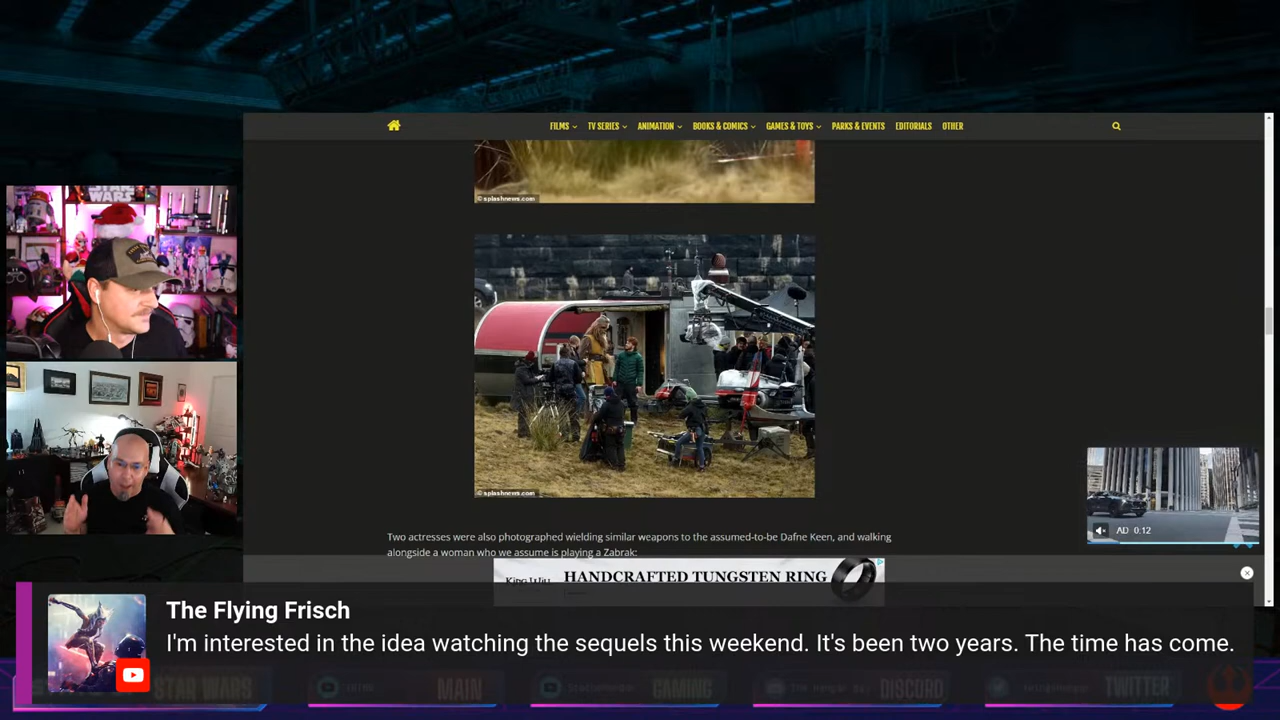 FILMS TV SERIES ANIMATION BOOKS & COMICS GAMES & TOYS PARKS & EVENTS EDITORIALS OTHER
© splashnews.com
STAR WARS
© splashnews.com
AD 0:12
Two actresses were also photographed wielding similar weapons to the assumed-to-be Dafne Keen, and walking
alongside a woman who we assume is playing a Zabrak:
HANDCRAFTED TUNGSTEN RING
The Flying Frisch
I'm interested in the idea watching the sequels this weekend. It's been two years. The time has come.
STAR WARS MAIN GAMING DISCORD TWITTER